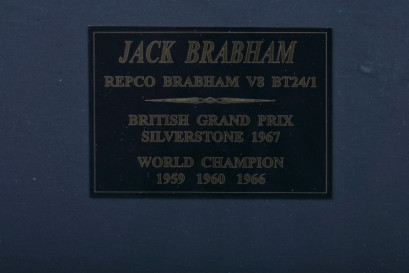 JACK BRABHAM
REPCO BRABHAM V8 BT24/1
BRITISH GRAND PRIX
SILVERSTONE 1967
WORLD CHAMPION
1959 1960 1966